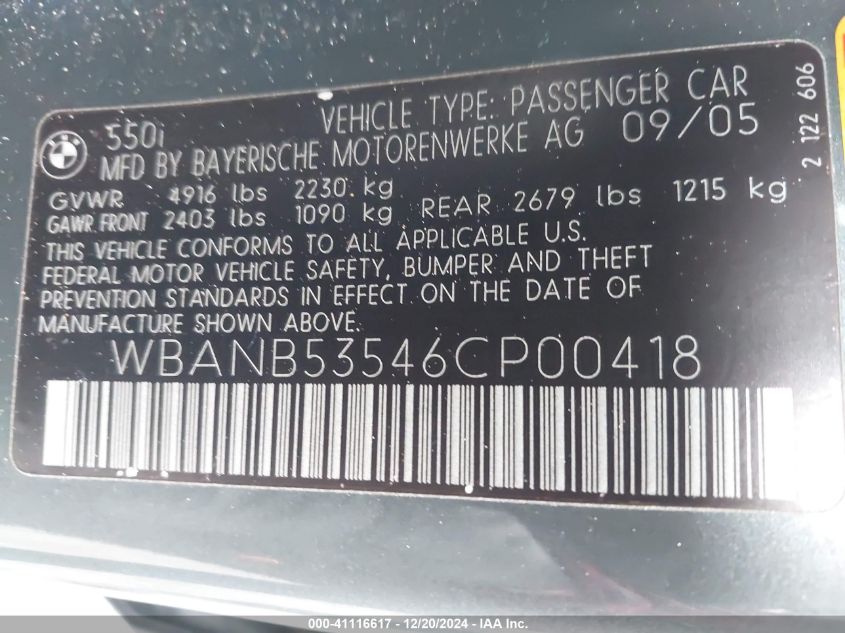 550i VEHICLE TYPE: PASSENGER CAR
MFD BY BAYERISCHE MOTORENWERKE AG 09/05
GVWR 4916 lbs 2230 kg
GAWR FRONT 2403 lbs 1090 kg REAR 2679 lbs 1215 kg
THIS VEHICLE CONFORMS TO ALL APPLICABLE U.S.
FEDERAL MOTOR VEHICLE SAFETY, BUMPER AND THEFT
PREVENTION STANDARDS IN EFFECT ON THE DATE OF
MANUFACTURE SHOWN ABOVE.
WBANB53546CP00418
2 122 606
000-41116617 - 12/20/2024 - IAA Inc.